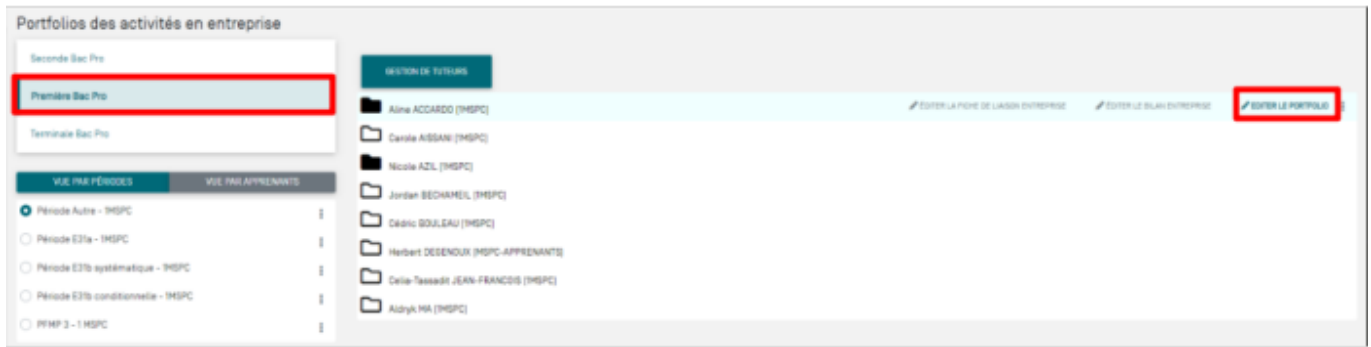 Portfolios des activités en entreprise
Seconde Bac Pro
Première Bac Pro
Terminale Bac Pro
VUE PAR PÉRIODES
VUE PAR APPRENANTS
Période Autre - 1MSPC
Période E31a - 1MSPC
Période E31b systématique - 1MSPC
Période E31b conditionnelle - 1MSPC
PFMP 3 - 1 MSPC
GESTION DE TUTEURS
Aline ACCARDO [1MSPC]
ÉDITER LA FICHE DE LIAISON ENTREPRISE
ÉDITER LE BILAN ENTREPRISE
EDITER LE PORTFOLIO
Carole AISSANI [1MSPC]
Nicole AZIL [1MSPC]
Jordan BECHAMEIL [1MSPC]
Cédric BOULEAU [1MSPC]
Herbert DEGENOUX [MSPC-APPRENANTS]
Celia-Tassadit JEAN-FRANCOIS [1MSPC]
Aldryk MA [1MSPC]